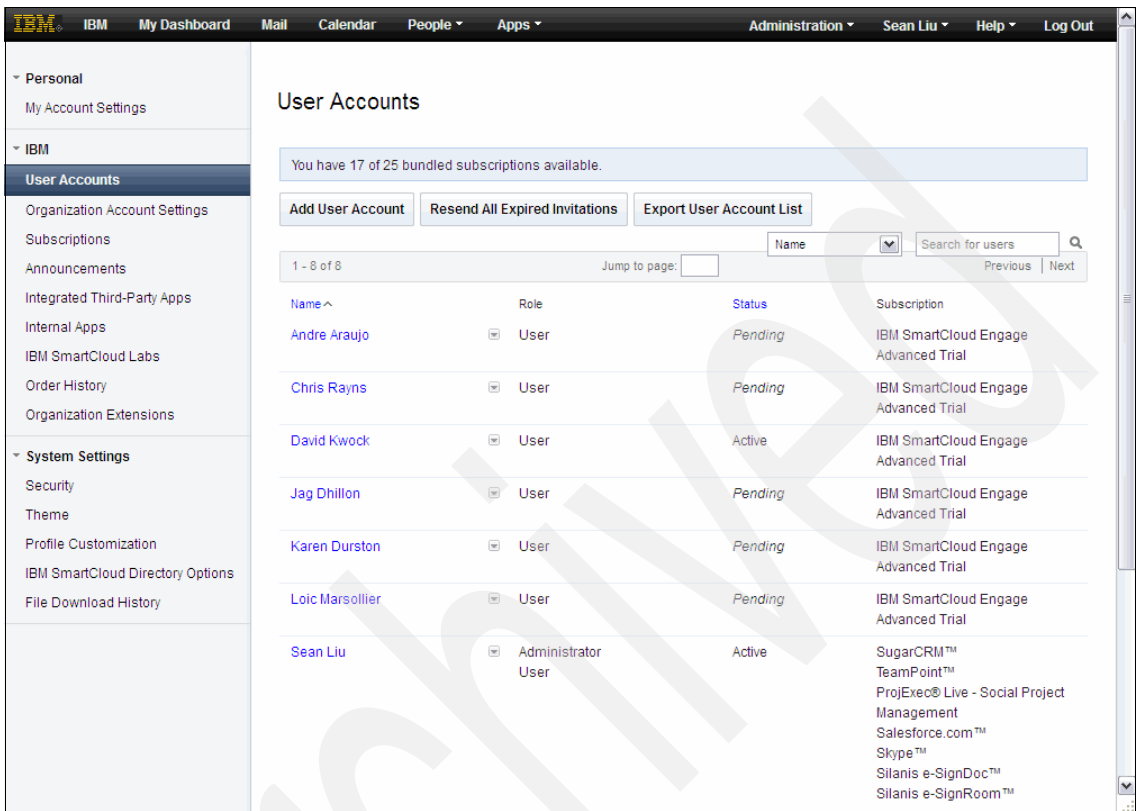 IBM IBM My Dashboard Mail Calendar People Apps Administration Sean Liu Help Log Out
Personal
My Account Settings
IBM
User Accounts
Organization Account Settings
Subscriptions
Announcements
Integrated Third-Party Apps
Internal Apps
IBM SmartCloud Labs
Order History
Organization Extensions
System Settings
Security
Theme
Profile Customization
IBM SmartCloud Directory Options
File Download History
User Accounts
You have 17 of 25 bundled subscriptions available.
Add User Account Resend All Expired Invitations Export User Account List
Name Search for users
1 - 8 of 8 Jump to page: Previous | Next
Name Role Status Subscription
Andre Araujo User Pending IBM SmartCloud Engage
Advanced Trial
Chris Rayns User Pending IBM SmartCloud Engage
Advanced Trial
David Kwock User Active IBM SmartCloud Engage
Advanced Trial
Jag Dhillon User Pending IBM SmartCloud Engage
Advanced Trial
Karen Durston User Pending IBM SmartCloud Engage
Advanced Trial
Loic Marsollier User Pending IBM SmartCloud Engage
Advanced Trial
Sean Liu Administrator Active SugarCRM™
User TeamPoint™
ProjExec® Live - Social Project
Management
Salesforce.com™
Skype™
Silanis e-SignDoc™
Silanis e-SignRoom™